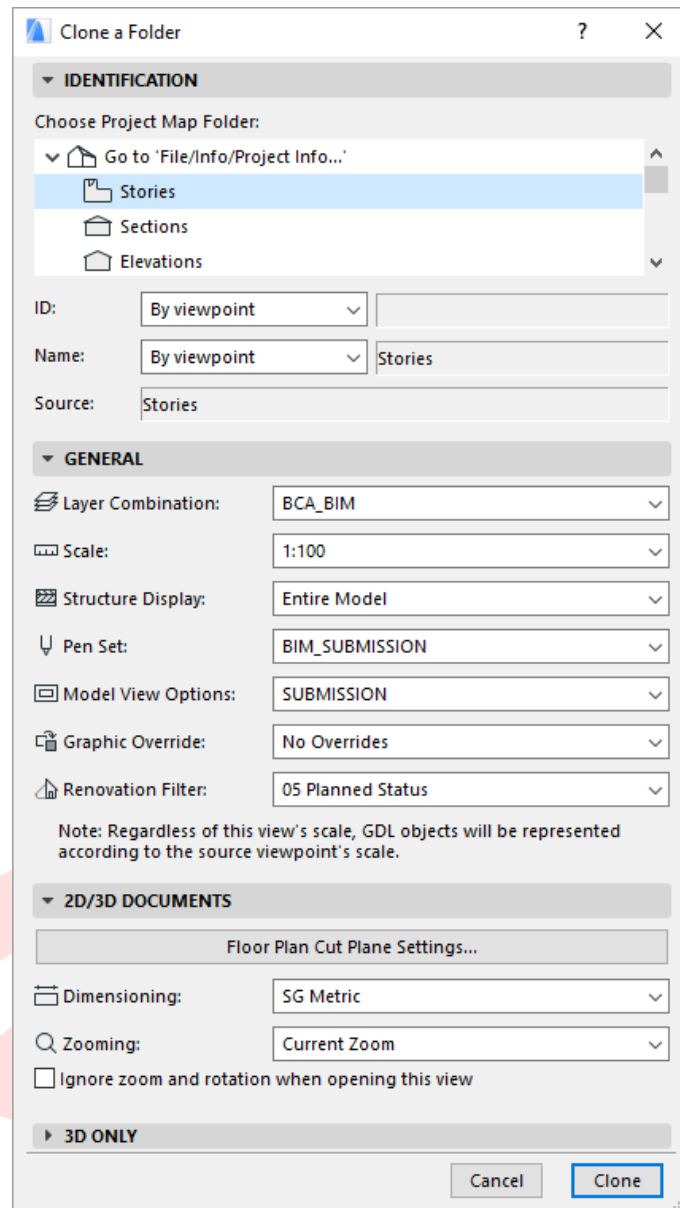 Clone a Folder
?
IDENTIFICATION
Choose Project Map Folder:
Go to 'File/Info/Project Info...'
Stories
Sections
Elevations
ID: By viewpoint
Name: By viewpoint Stories
Source: Stories
GENERAL
Layer Combination: BCA_BIM
Scale: 1:100
Structure Display: Entire Model
Pen Set: BIM_SUBMISSION
Model View Options: SUBMISSION
Graphic Override: No Overrides
Renovation Filter: 05 Planned Status
Note: Regardless of this view's scale, GDL objects will be represented
according to the source viewpoint's scale.
2D/3D DOCUMENTS
Floor Plan Cut Plane Settings...
Dimensioning: SG Metric
Zooming: Current Zoom
Ignore zoom and rotation when opening this view
3D ONLY
Cancel Clone